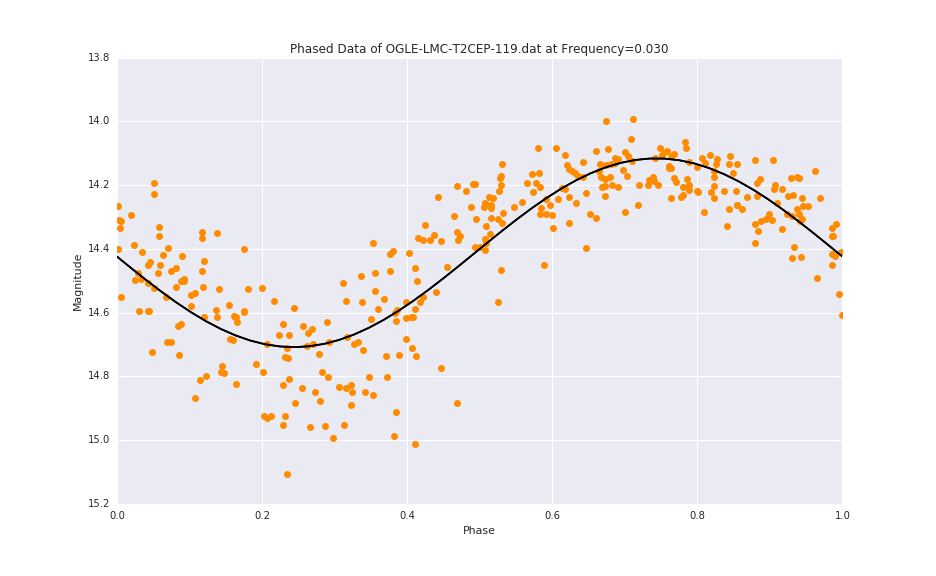 Phased Data of OGLE-LMC-T2CEP-119.dat at Frequency=0.030
13.8
14.0
14.2
14.4
14.6
14.8
15.0
15.2
Magnitude
0.0 0.2 0.4 0.6 0.8 1.0
Phase